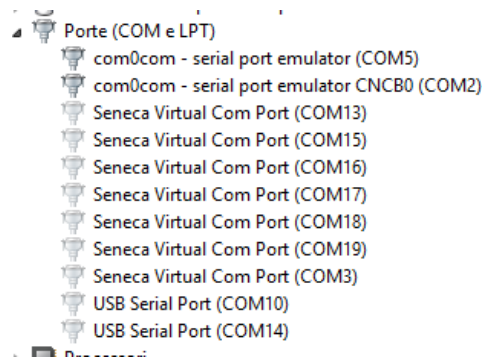 Porte (COM e LPT)
com0com - serial port emulator (COM5)
com0com - serial port emulator CNCB0 (COM2)
Seneca Virtual Com Port (COM13)
Seneca Virtual Com Port (COM15)
Seneca Virtual Com Port (COM16)
Seneca Virtual Com Port (COM17)
Seneca Virtual Com Port (COM18)
Seneca Virtual Com Port (COM19)
Seneca Virtual Com Port (COM3)
USB Serial Port (COM10)
USB Serial Port (COM14)